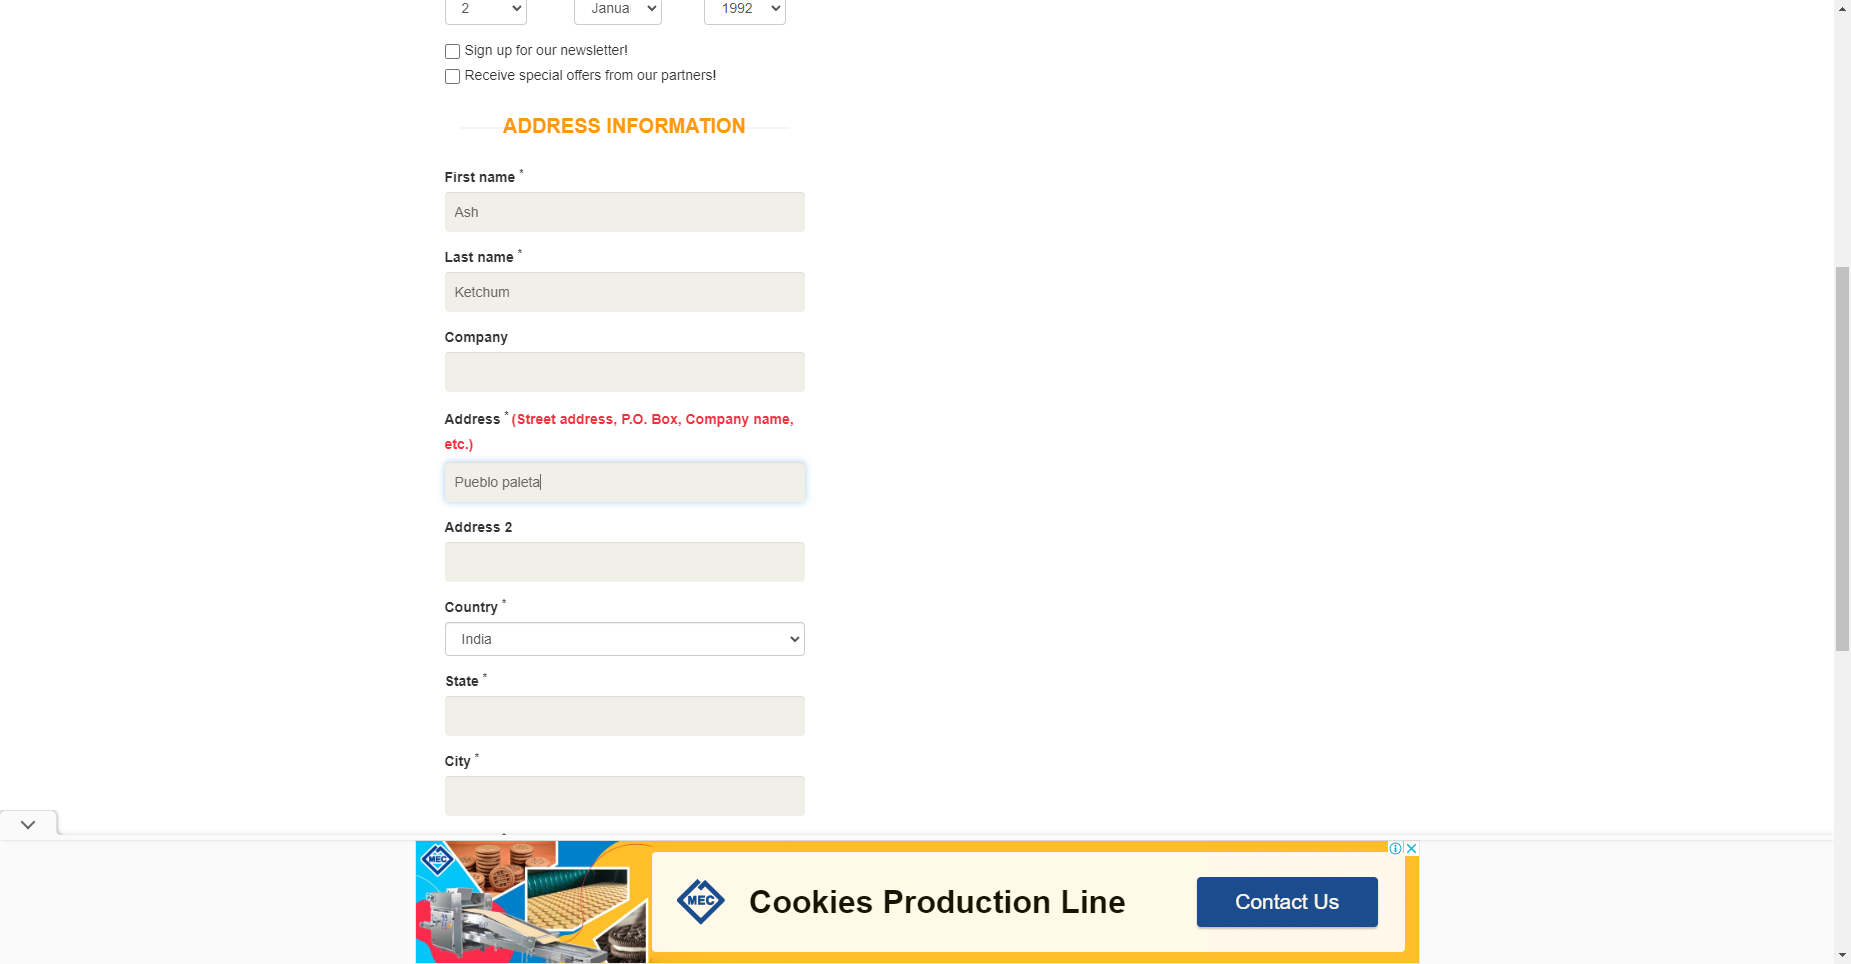 2 Janua 1992
Sign up for our newsletter!
Receive special offers from our partners!
ADDRESS INFORMATION
First name *
Ash
Last name *
Ketchum
Company
Address * (Street address, P.O. Box, Company name,
etc.)
Pueblo paleta
Address 2
Country *
India
State *
City *
MEC
MEC
Cookies Production Line
Contact Us